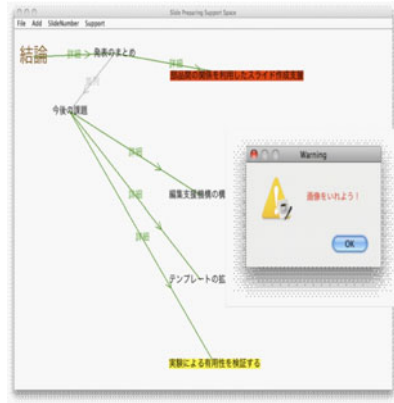 Slide Preparing Support Space
File Add SlideNumber Support
結論
詳細
発表のまとめ
詳細
部品間の関係を利用したスライド作成支援
今後の課題
詳細
編集支援機構の構
詳細
詳細
テンプレートの拡
実験による有用性を検証する
Warning
画像をいれよう！
OK